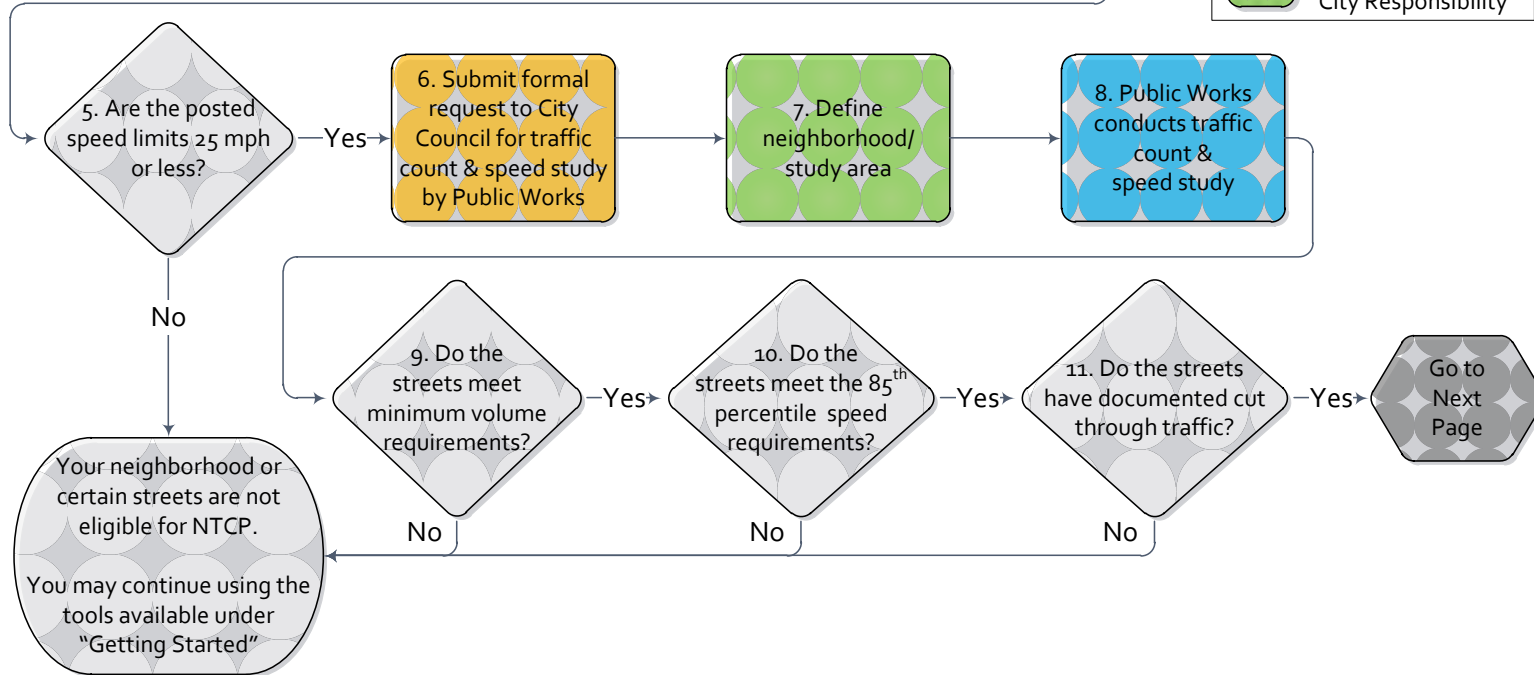 City Responsibility
5. Are the posted
speed limits 25 mph
or less?
Yes
6. Submit formal
request to City
Council for traffic
count & speed study
by Public Works
7. Define
neighborhood/
study area
8. Public Works
conducts traffic
count &
speed study
No
9. Do the
streets meet
minimum volume
requirements?
Yes
10. Do the
streets meet the 85th
percentile speed
requirements?
Yes
11. Do the streets
have documented cut
through traffic?
Yes
Go to
Next
Page
No
No
No
Your neighborhood or
certain streets are not
eligible for NTCP.
You may continue using the
tools available under
“Getting Started”